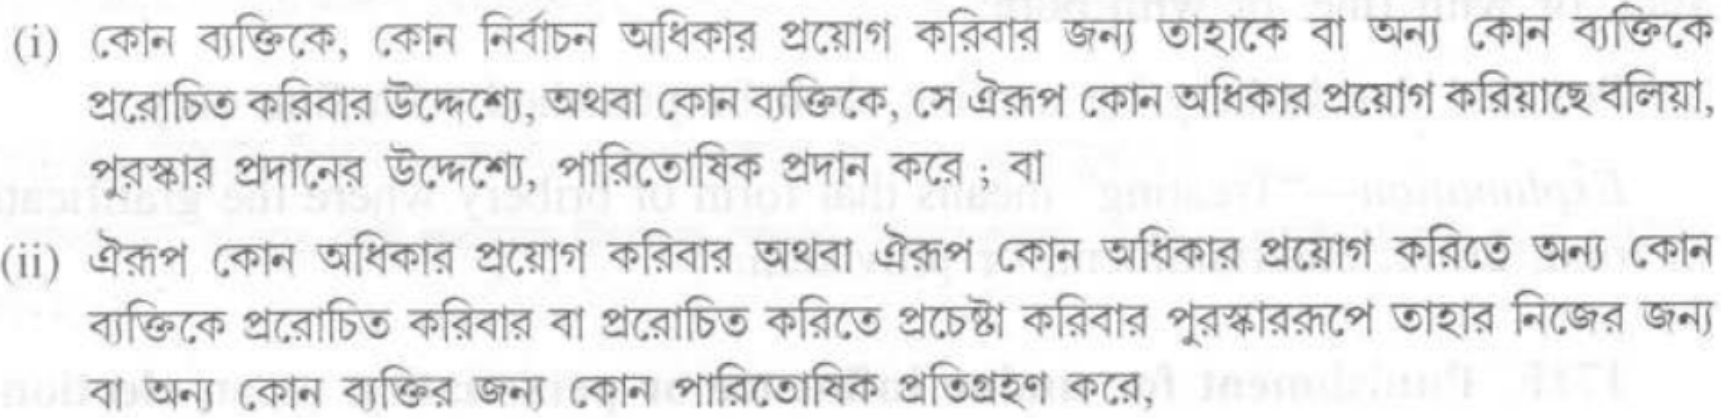 (i) কোন ব্যক্তিকে, কোন নির্বাচন অধিকার প্রয়োগ করিবার জন্য তাহাকে বা অন্য কোন ব্যক্তিকে
প্ররোচিত করিবার উদ্দেশ্যে, অথবা কোন ব্যক্তিকে, সে ঐরূপ কোন অধিকার প্রয়োগ করিয়াছে বলিয়া,
পুরস্কার প্রদানের উদ্দেশ্যে, পারিতোষিক প্রদান করে ; বা
(ii) ঐরূপ কোন অধিকার প্রয়োগ করিবার অথবা ঐরূপ কোন অধিকার প্রয়োগ করিতে অন্য কোন
ব্যক্তিকে প্ররোচিত করিবার বা প্ররোচিত করিতে প্রচেষ্টা করিবার পুরস্কাররূপে তাহার নিজের জন্য
বা অন্য কোন ব্যক্তির জন্য কোন পারিতোষিক প্রতিগ্রহণ করে,